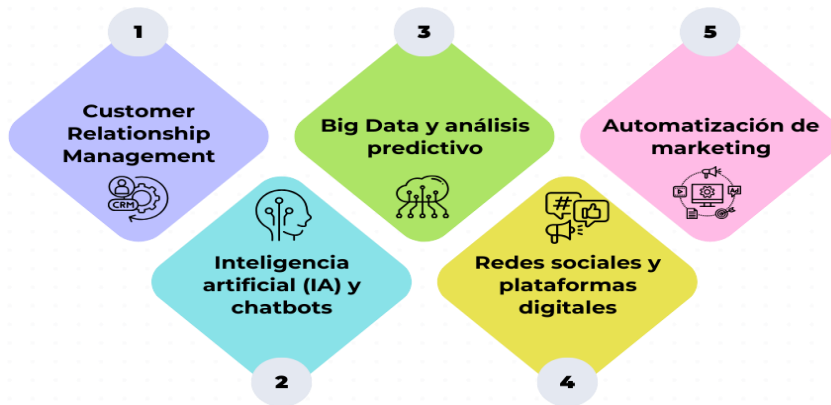 1
Customer
Relationship
Management
CRM
2
Inteligencia
artificial (IA) y
chatbots
3
Big Data y análisis
predictivo
4
#
Redes sociales y
plataformas
digitales
5
Automatización de
marketing
Ad